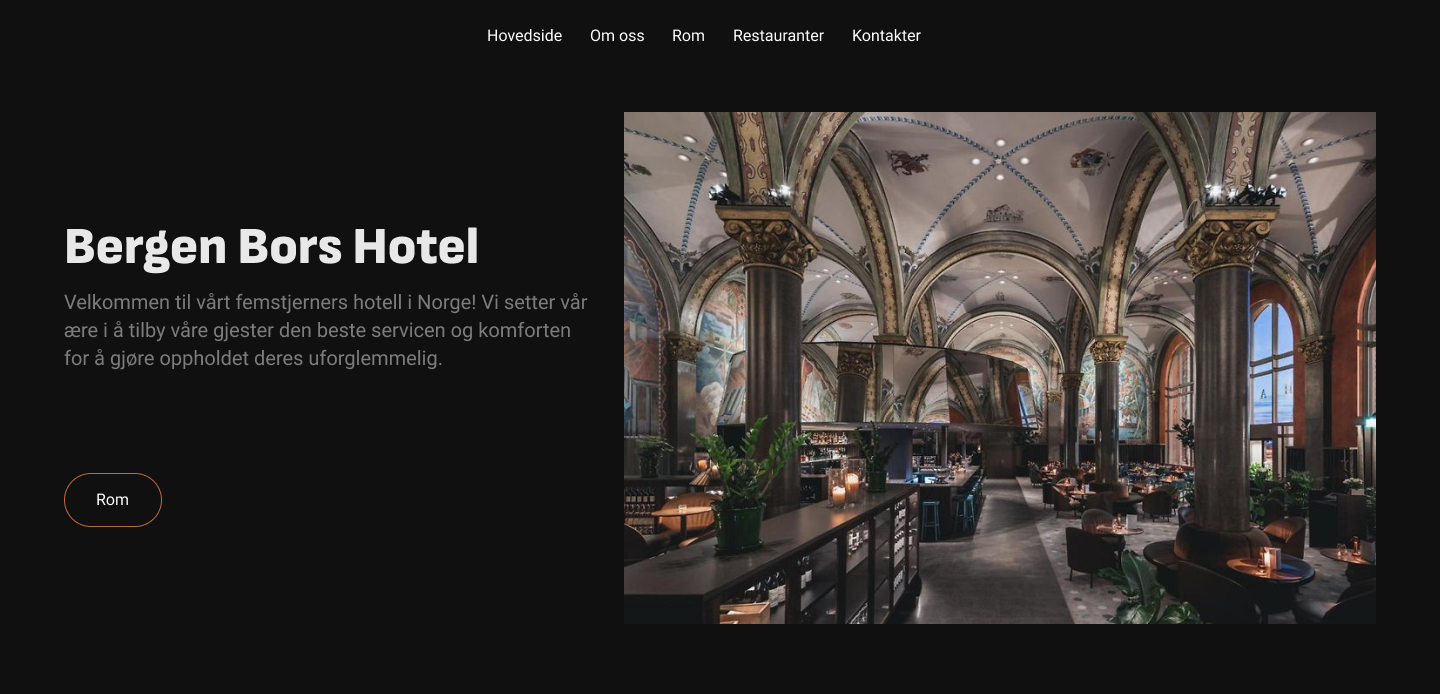 Hovedside Om oss Rom Restauranter Kontakter
Bergen Bors Hotel
Velkommen til vårt femstjerners hotell i Norge! Vi setter vår
ære i å tilby våre gjester den beste servicen og komforten
for å gjøre oppholdet deres uforglemmelig.
Rom